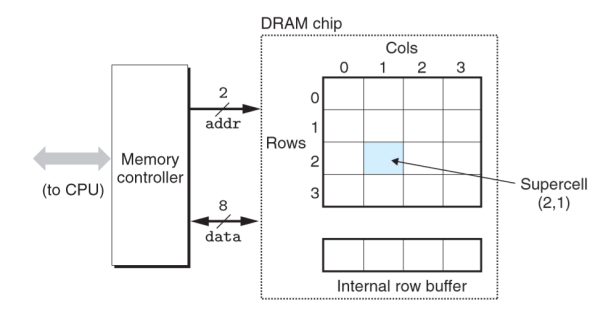 DRAM chip
Cols
0 1 2 3
0
1
Rows
2
3
2
addr
Memory
controller
(to CPU)
8
data
Supercell
(2,1)
Internal row buffer